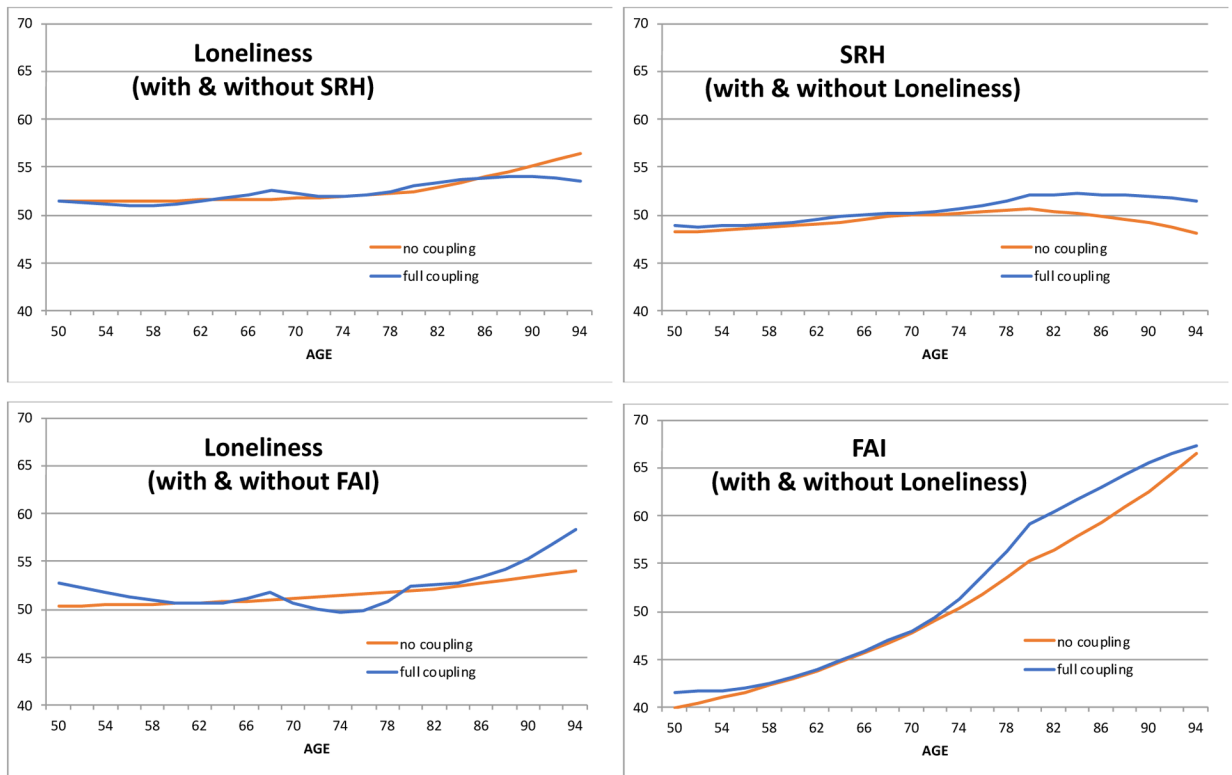 Loneliness
(with & without SRH)
70
65
60
55
50
45
40
no coupling
full coupling
50 54 58 62 66 70 74 78 82 86 90 94
AGE
SRH
(with & without Loneliness)
70
65
60
55
50
45
40
no coupling
full coupling
50 54 58 62 66 70 74 78 82 86 90 94
AGE
Loneliness
(with & without FAI)
70
65
60
55
50
45
40
no coupling
full coupling
50 54 58 62 66 70 74 78 82 86 90 94
AGE
FAI
(with & without Loneliness)
70
65
60
55
50
45
40
no coupling
full coupling
50 54 58 62 66 70 74 78 82 86 90 94
AGE